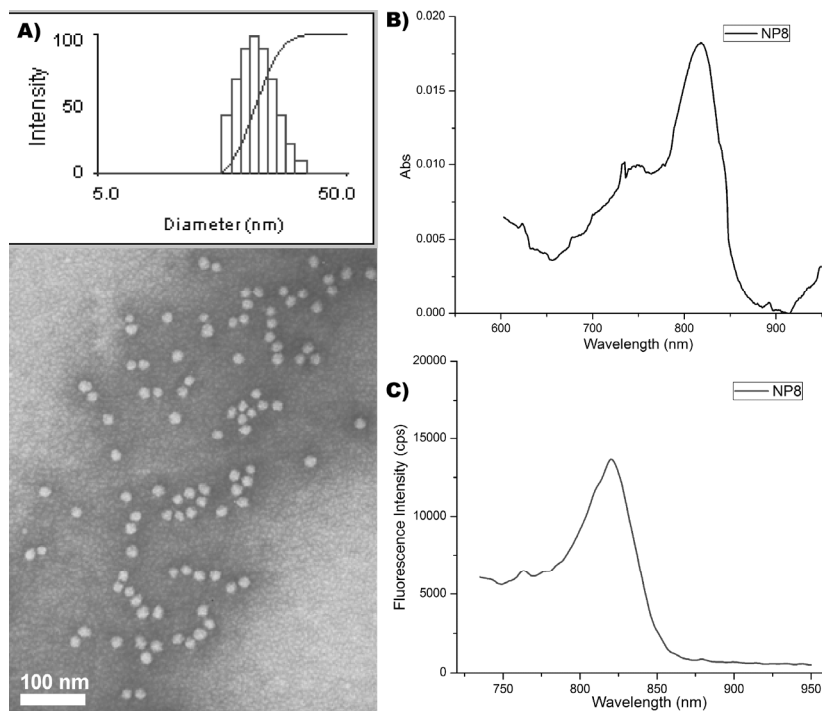 A)
100
50
0
Intensity
5.0 50.0
Diameter (nm)
100 nm
B)
NP8
0.020
0.015
0.010
0.005
0.000
Abs
600 700 800 900
Wavelength (nm)
C)
NP8
20000
15000
10000
5000
0
Fluorescence Intensity (cps)
750 800 850 900 950
Wavelength (nm)